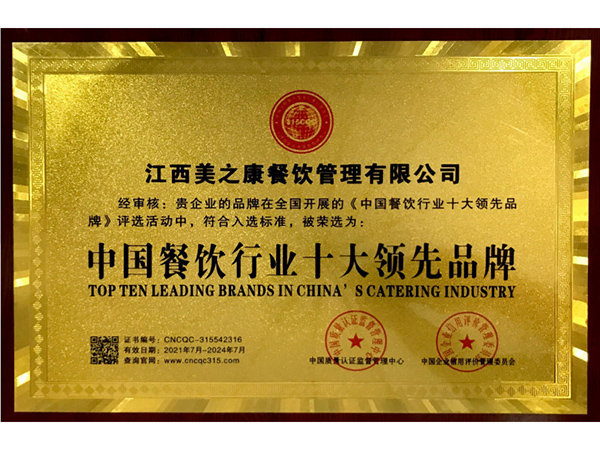 315CQC
江西美之康餐饮管理有限公司
经审核:贵企业的品牌在全国开展的《中国餐饮行业十大领先品
牌》评选活动中,符合入选标准,被荣选为:
中国餐饮行业十大领先品牌
TOP TEN LEADING BRANDS IN CHINA'S CATERING INDUSTRY
证书编号:CNCQC-315542316
有效日期:2021年7月-2024年7月
查询官网:www.cncqc315.com
中国质量认证监督管理中心
中国企业信用评价管理委员会